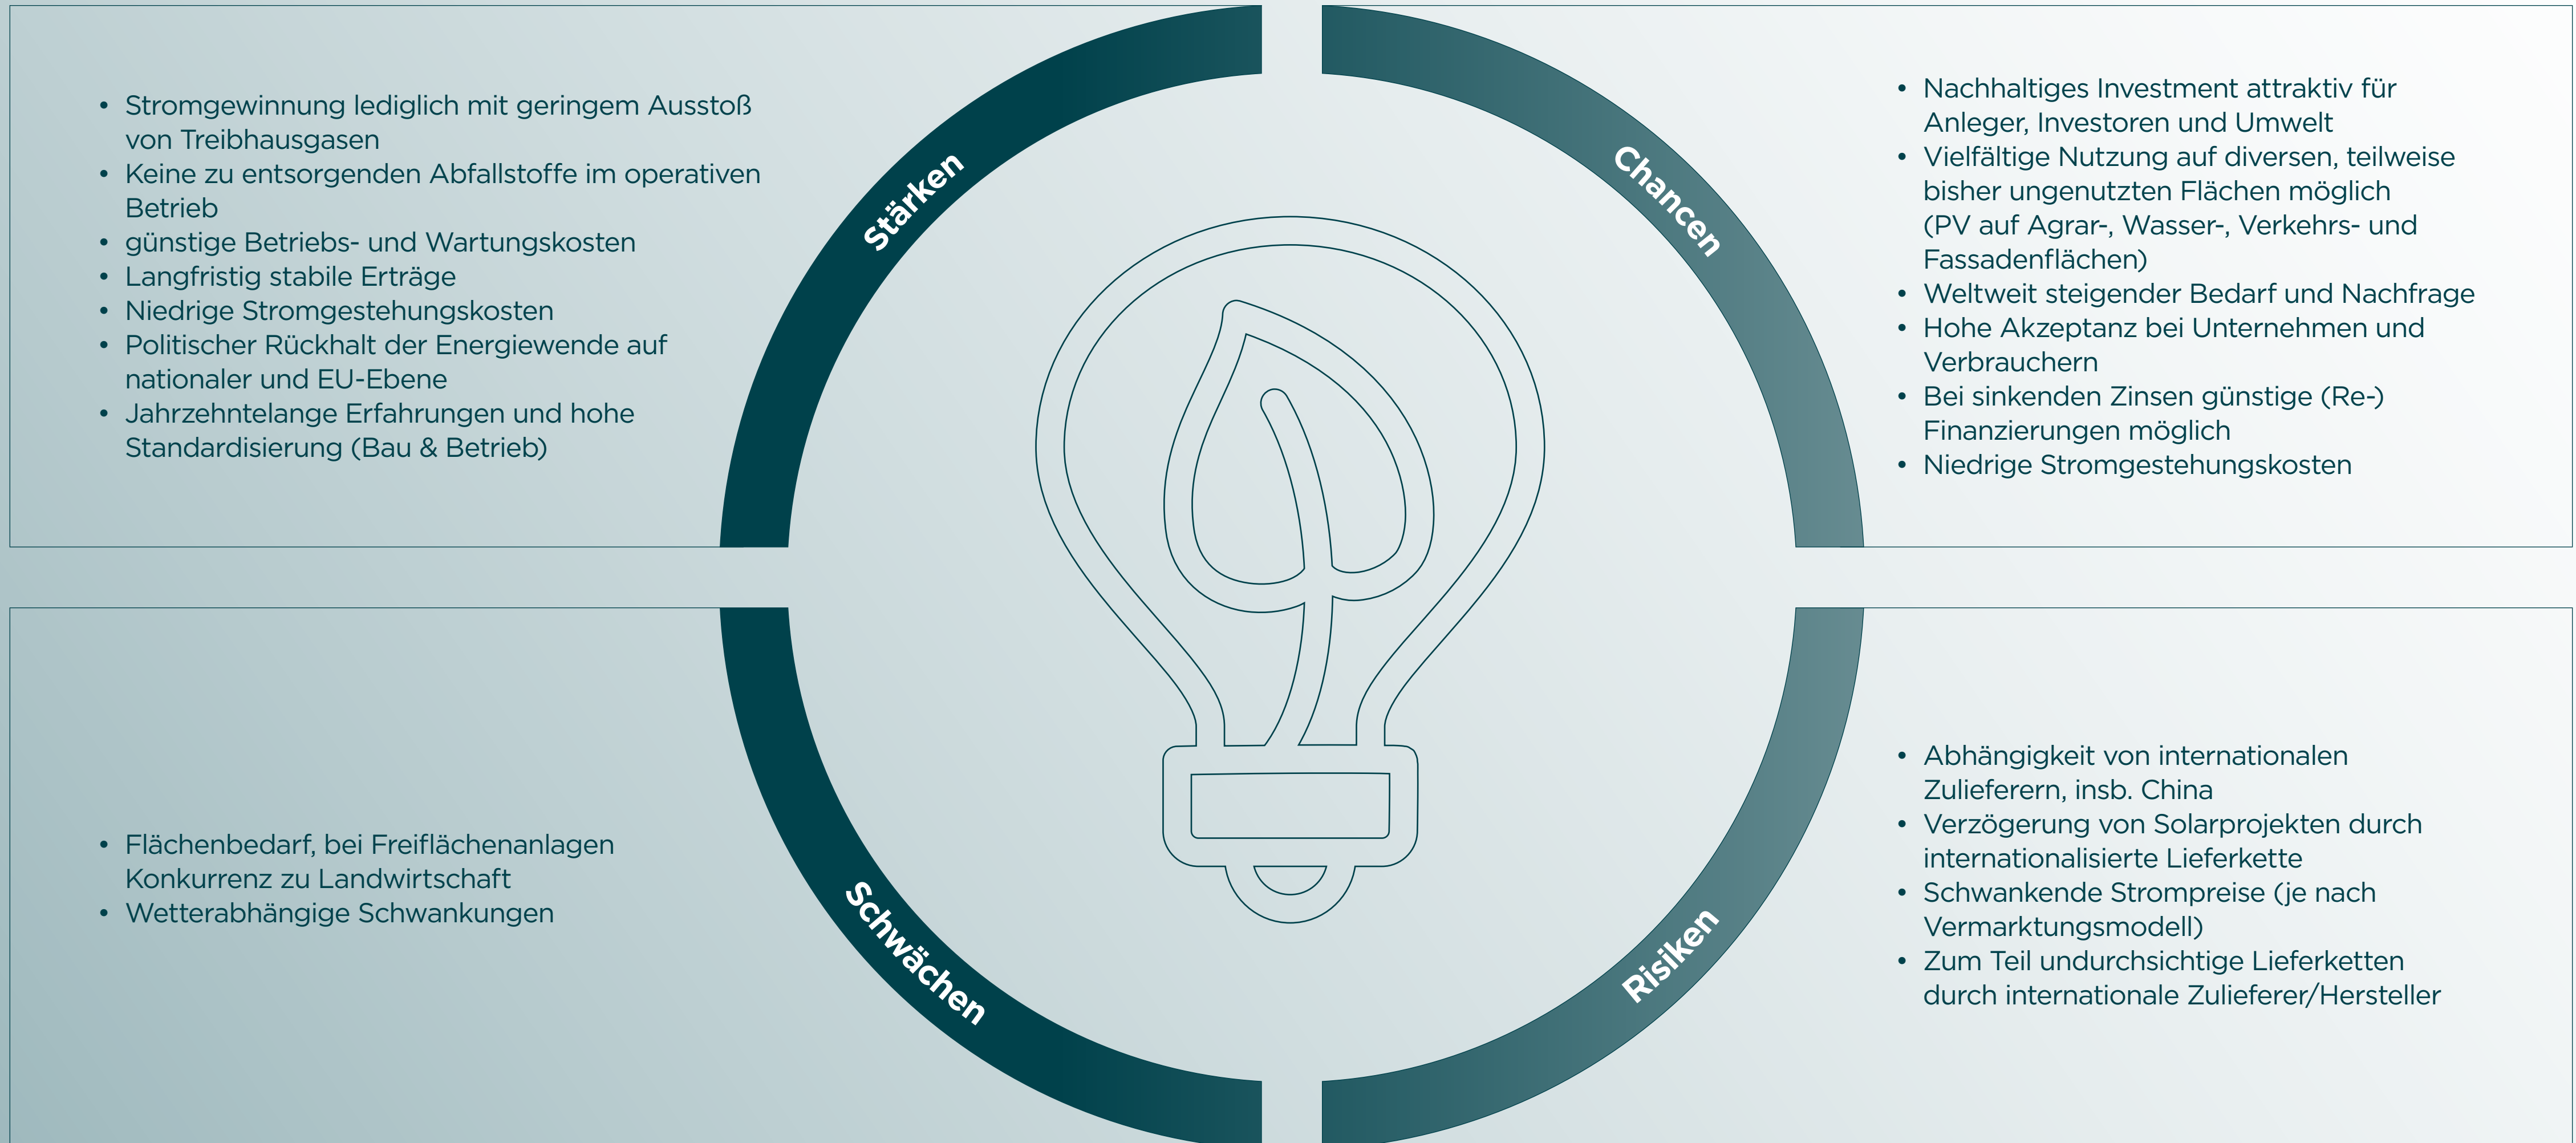 Stärken
• Stromgewinnung lediglich mit geringem Ausstoß
von Treibhausgasen
• Keine zu entsorgenden Abfallstoffe im operativen
Betrieb
• günstige Betriebs- und Wartungskosten
• Langfristig stabile Erträge
• Niedrige Stromgestehungskosten
• Politischer Rückhalt der Energiewende auf
nationaler und EU-Ebene
• Jahrzehntelange Erfahrungen und hohe
Standardisierung (Bau & Betrieb)
Chancen
• Nachhaltiges Investment attraktiv für
Anleger, Investoren und Umwelt
• Vielfältige Nutzung auf diversen, teilweise
bisher ungenutzten Flächen möglich
(PV auf Agrar-, Wasser-, Verkehrs- und
Fassadenflächen)
• Weltweit steigender Bedarf und Nachfrage
• Hohe Akzeptanz bei Unternehmen und
Verbrauchern
• Bei sinkenden Zinsen günstige (Re-)
Finanzierungen möglich
• Niedrige Stromgestehungskosten
Schwächen
• Flächenbedarf, bei Freiflächenanlagen
Konkurrenz zu Landwirtschaft
• Wetterabhängige Schwankungen
Risiken
• Abhängigkeit von internationalen
Zulieferern, insb. China
• Verzögerung von Solarprojekten durch
internationalisierte Lieferkette
• Schwankende Strompreise (je nach
Vermarktungsmodell)
• Zum Teil undurchsichtige Lieferketten
durch internationale Zulieferer/Hersteller